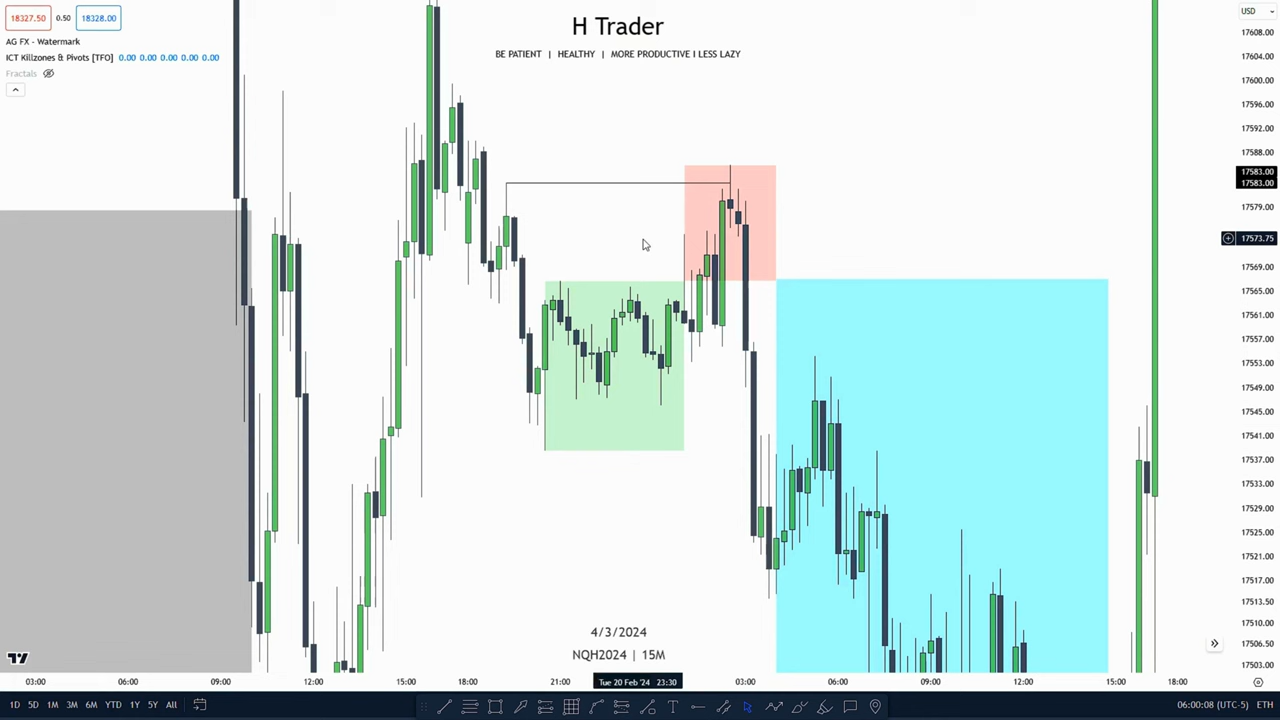 18327.50 0.50 18328.00
AG FX - Watermark
ICT Killzones & Pivots [TFO] 0.00 0.00 0.00 0.00 0.00
Fractals
H Trader
BE PATIENT | HEALTHY | MORE PRODUCTIVE I LESS LAZY
USD
17608.00
17604.00
17600.00
17596.00
17592.00
17588.00
17583.00
17583.00
17579.00
17573.75
17569.00
17565.00
17561.00
17557.00
17553.00
17549.00
17545.00
17541.00
17537.00
17533.00
17529.00
17525.00
17521.00
17517.00
17513.50
17510.00
17506.50
17503.00
4/3/2024
NQH2024 | 15M
03:00 06:00 09:00 12:00 15:00 18:00 21:00 Tue 20 Feb '24 23:30 03:00 06:00 09:00 12:00 15:00 18:00
1D 5D 1M 3M 6M YTD 1Y 5Y All 06:00:08 (UTC-5) ETH